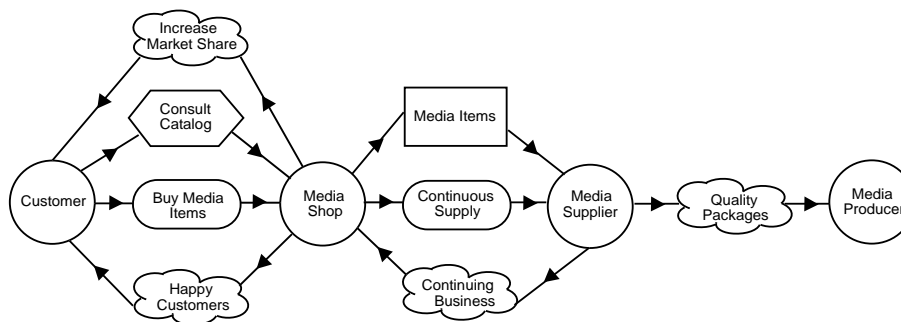 Increase
Market Share
Consult
Catalog
Media Items
Customer
Buy Media
Items
Media
Shop
Continuous
Supply
Media
Supplier
Quality
Packages
Media
Producer
Happy
Customers
Continuing
Business